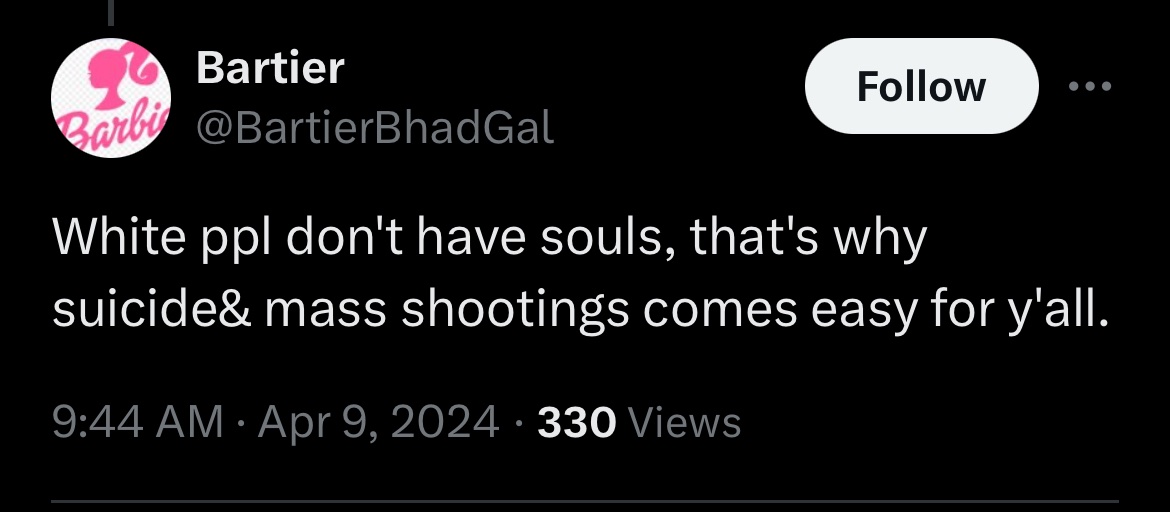 Barbie
Bartier
@BartierBhadGal
Follow
White ppl don't have souls, that's why
suicide& mass shootings comes easy for y'all.
9:44 AM · Apr 9, 2024 · 330 Views